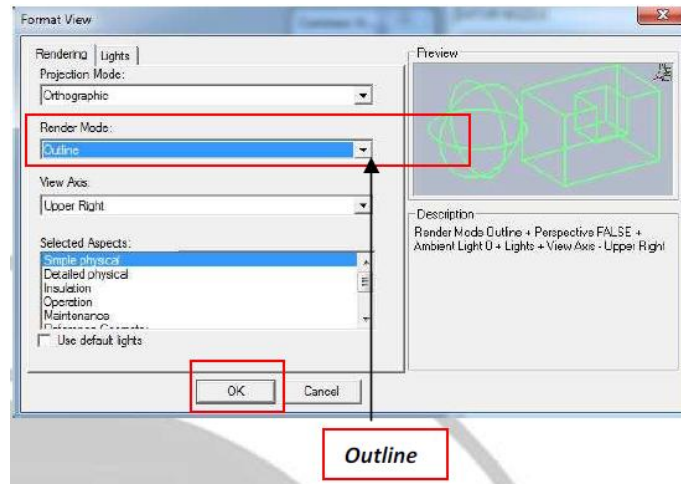 Format View
Rendering
Lights
Projection Mode:
Orthographic
Render Mode:
Outline
View Axis:
Upper Right
Selected Aspects:
Simple physical
Detailed physical
Insulation
Operation
Maintenance
Use default lights
OK
Cancel
Preview
Description
Render Mode Outline + Perspective FALSE +
Ambient Light 0 + Lights + View Axis - Upper Right
Outline